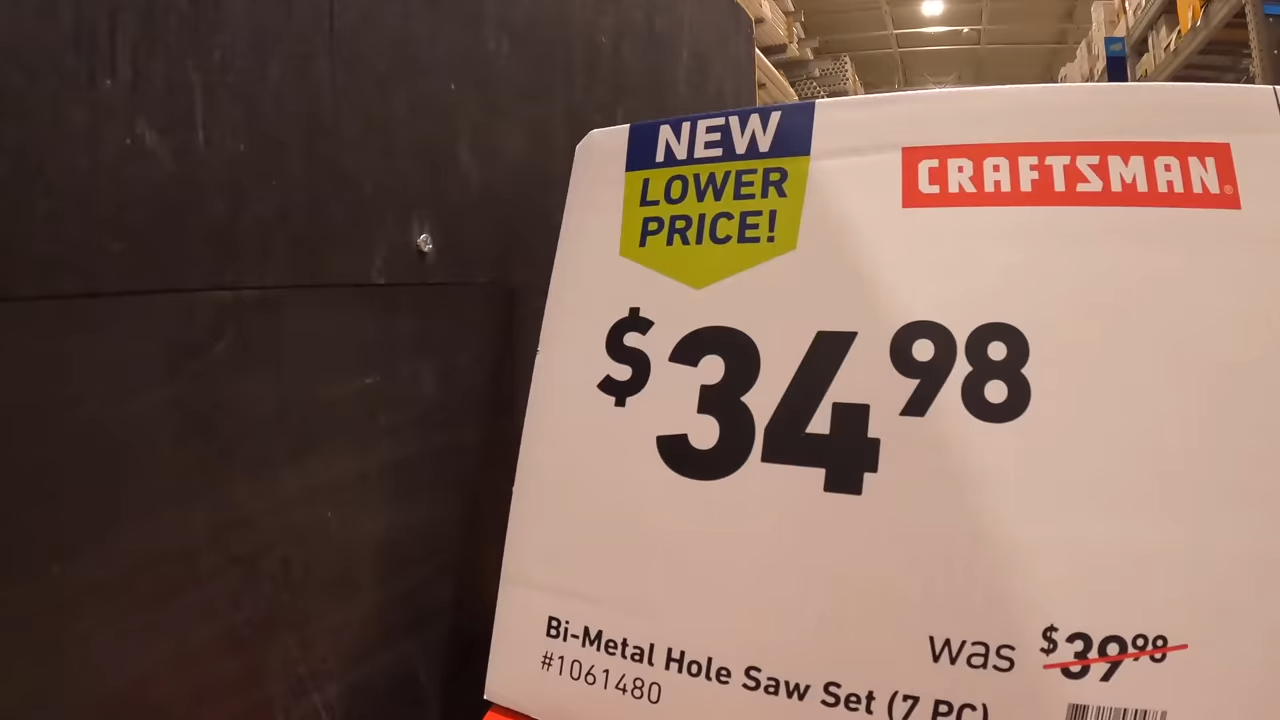 NEW
LOWER
PRICE!
CRAFTSMAN®
$34 98
Bi-Metal Hole Saw Set (7 PC)
#1061480
was $39 98